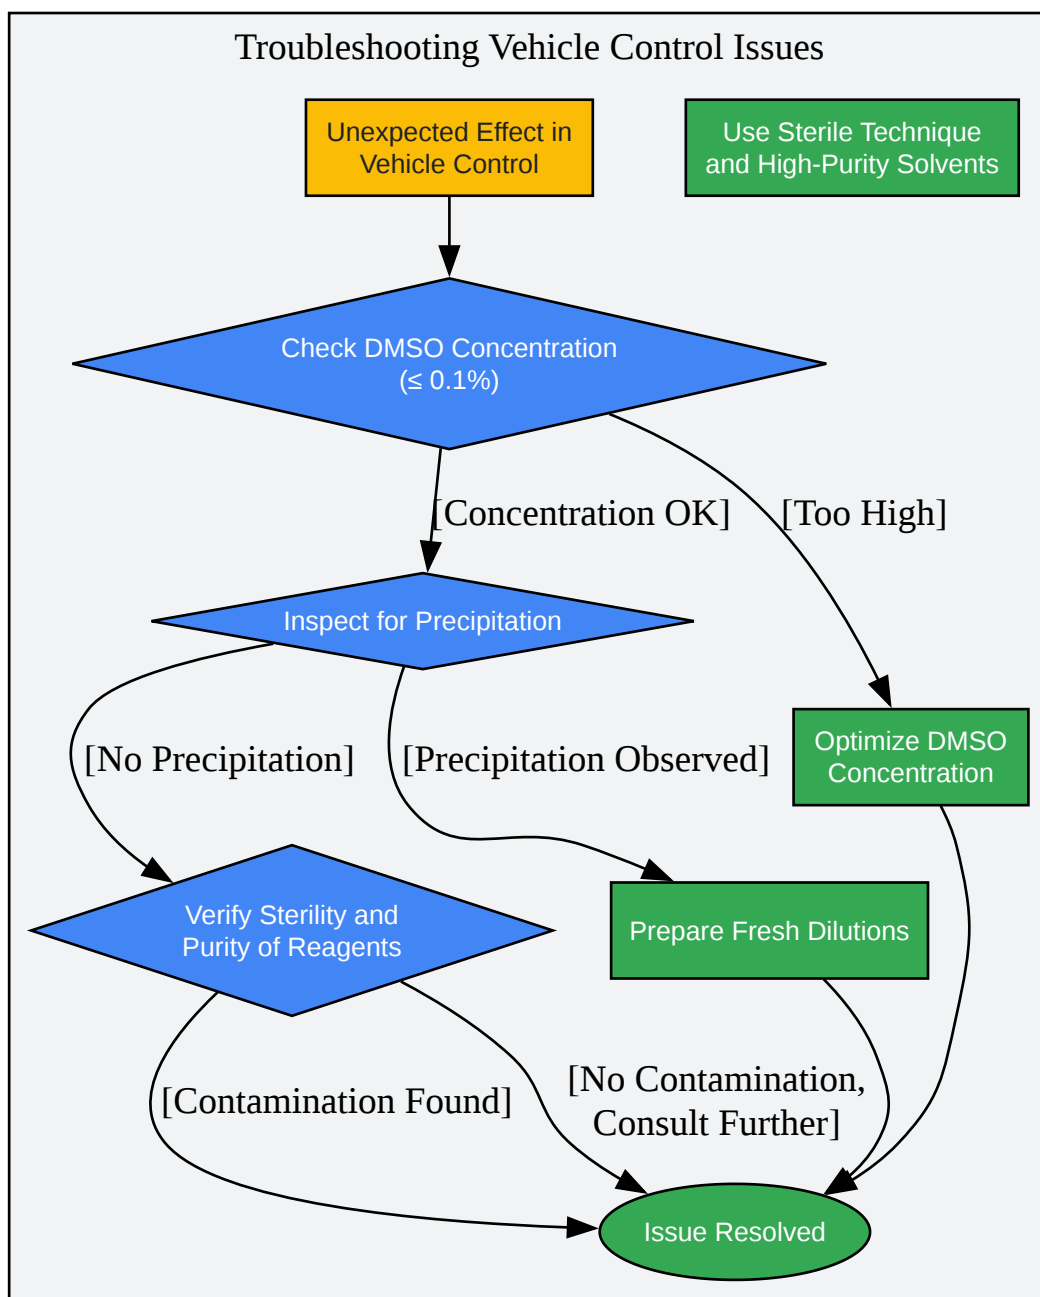 Troubleshooting Vehicle Control Issues
Unexpected Effect in
Vehicle Control
Use Sterile Technique
and High-Purity Solvents
Check DMSO Concentration
(≤ 0.1%)
[Concentration OK]
[Too High]
Inspect for Precipitation
[No Precipitation]
[Precipitation Observed]
Optimize DMSO
Concentration
Verify Sterility and
Purity of Reagents
Prepare Fresh Dilutions
[Contamination Found]
[No Contamination,
Consult Further]
Issue Resolved